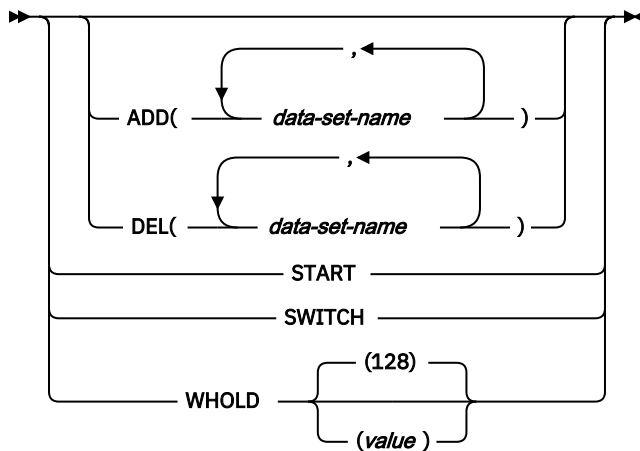 ,
ADD( data-set-name )
,
DEL( data-set-name )
START
SWITCH
(128)
WHOLD
(value )